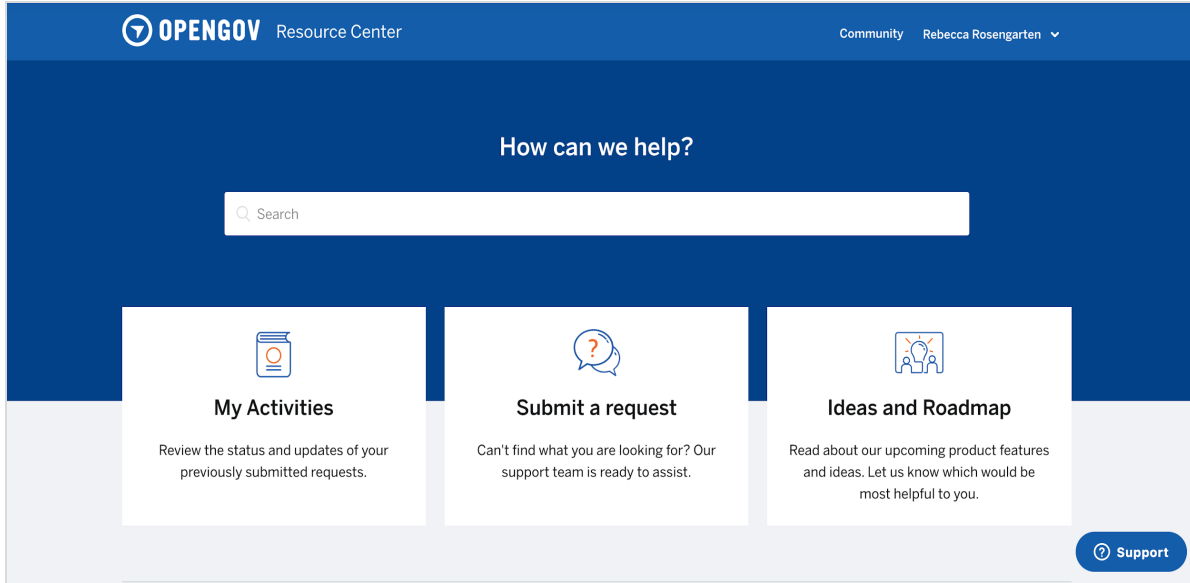 OPENGOV Resource Center
Community
Rebecca Rosengarten
How can we help?
Search
My Activities
Review the status and updates of your
previously submitted requests.
?
Submit a request
Can't find what you are looking for? Our
support team is ready to assist.
Ideas and Roadmap
Read about our upcoming product features
and ideas. Let us know which would be
most helpful to you.
? Support